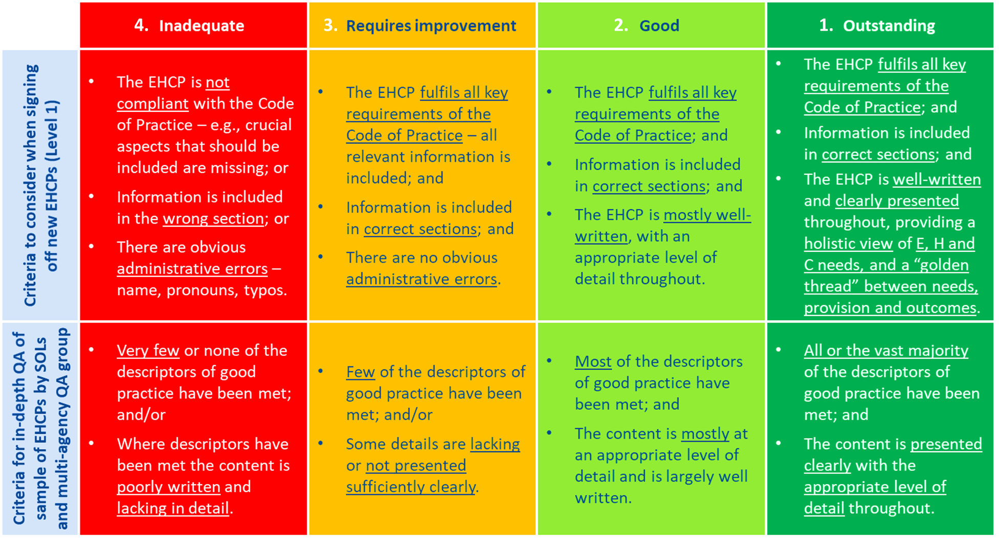 4. Inadequate
3. Requires improvement
2. Good
1. Outstanding
Criteria to consider when signing
off new EHCPs (Level 1)
• The EHCP is not
compliant with the Code
of Practice – e.g., crucial
aspects that should be
included are missing; or
• Information is included
in the wrong section; or
• There are obvious
administrative errors –
name, pronouns, typos.
• The EHCP fulfils all key
requirements of the
Code of Practice – all
relevant information is
included; and
• Information is included
in correct sections; and
• There are no obvious
administrative errors.
• The EHCP fulfils all key
requirements of the
Code of Practice; and
• Information is included
in correct sections; and
• The EHCP is mostly well-
written, with an
appropriate level of
detail throughout.
• The EHCP fulfils all key
requirements of the
Code of Practice; and
• Information is included
in correct sections; and
• The EHCP is well-written
and clearly presented
throughout, providing a
holistic view of E, H and
C needs, and a “golden
thread” between needs,
provision and outcomes.
Criteria for in-depth QA of
sample of EHCPs by SOLs
and multi-agency QA group
• Very few or none of the
descriptors of good
practice have been met;
and/or
• Where descriptors have
been met the content is
poorly written and
lacking in detail.
• Few of the descriptors of
good practice have been
met; and/or
• Some details are lacking
or not presented
sufficiently clearly.
• Most of the descriptors
of good practice have
been met; and
• The content is mostly at
an appropriate level of
detail and is largely well
written.
• All or the vast majority
of the descriptors of
good practice have been
met; and
• The content is presented
clearly with the
appropriate level of
detail throughout.